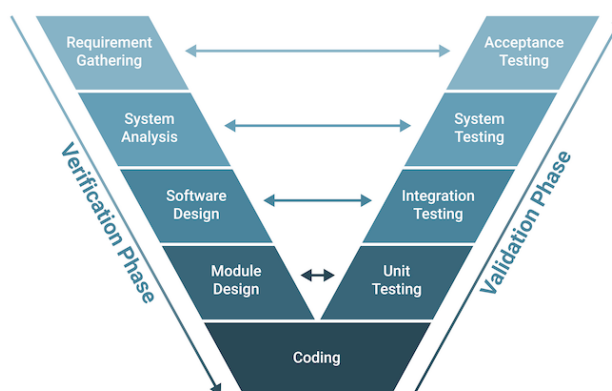 Requirement
Gathering
Acceptance
Testing
System
Analysis
System
Testing
Software
Design
Integration
Testing
Module
Design
Unit
Testing
Coding
Verification Phase
Validation Phase